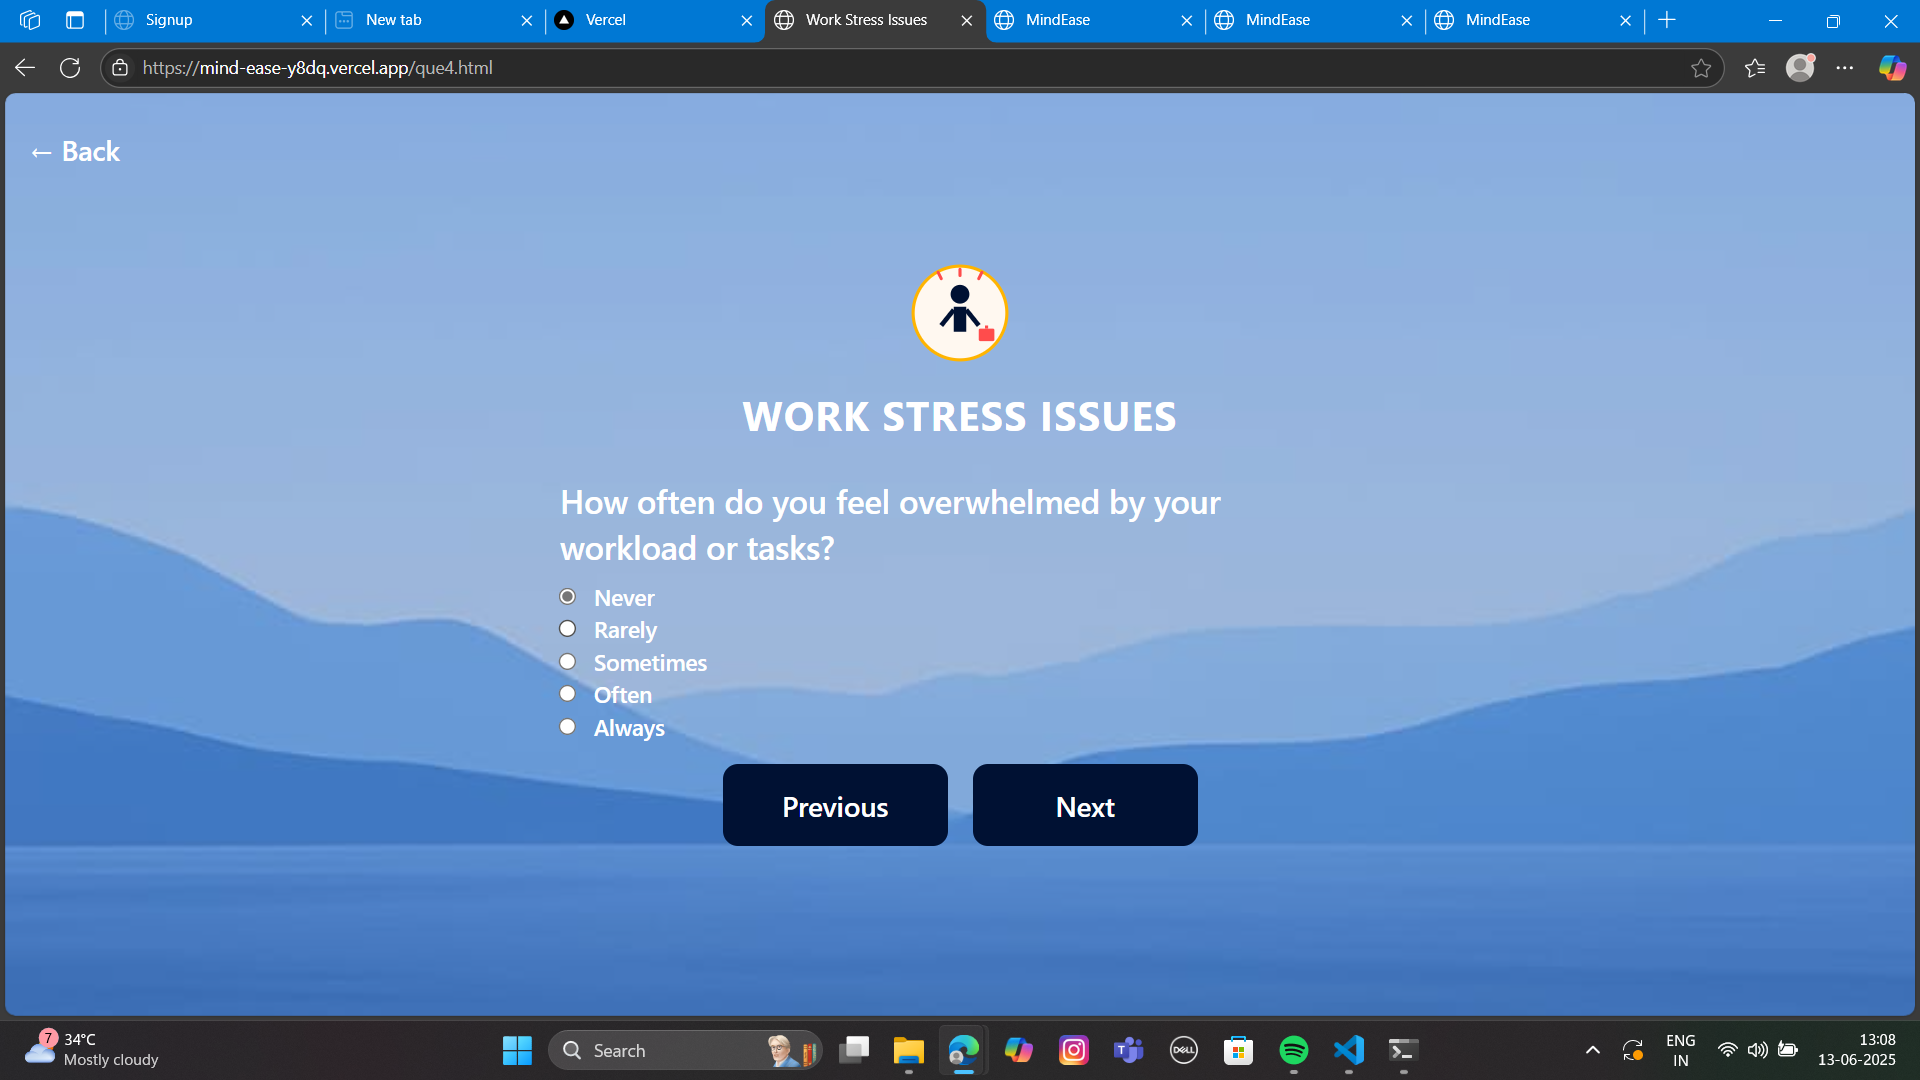 Signup
New tab
Vercel
Work Stress Issues
MindEase
MindEase
MindEase
https://mind-ease-y8dq.vercel.app/que4.html
← Back
WORK STRESS ISSUES
How often do you feel overwhelmed by your
workload or tasks?
Never
Rarely
Sometimes
Often
Always
Previous
Next
7
34°C
Mostly cloudy
Search
T
DELL
ENG
IN
13:08
13-06-2025